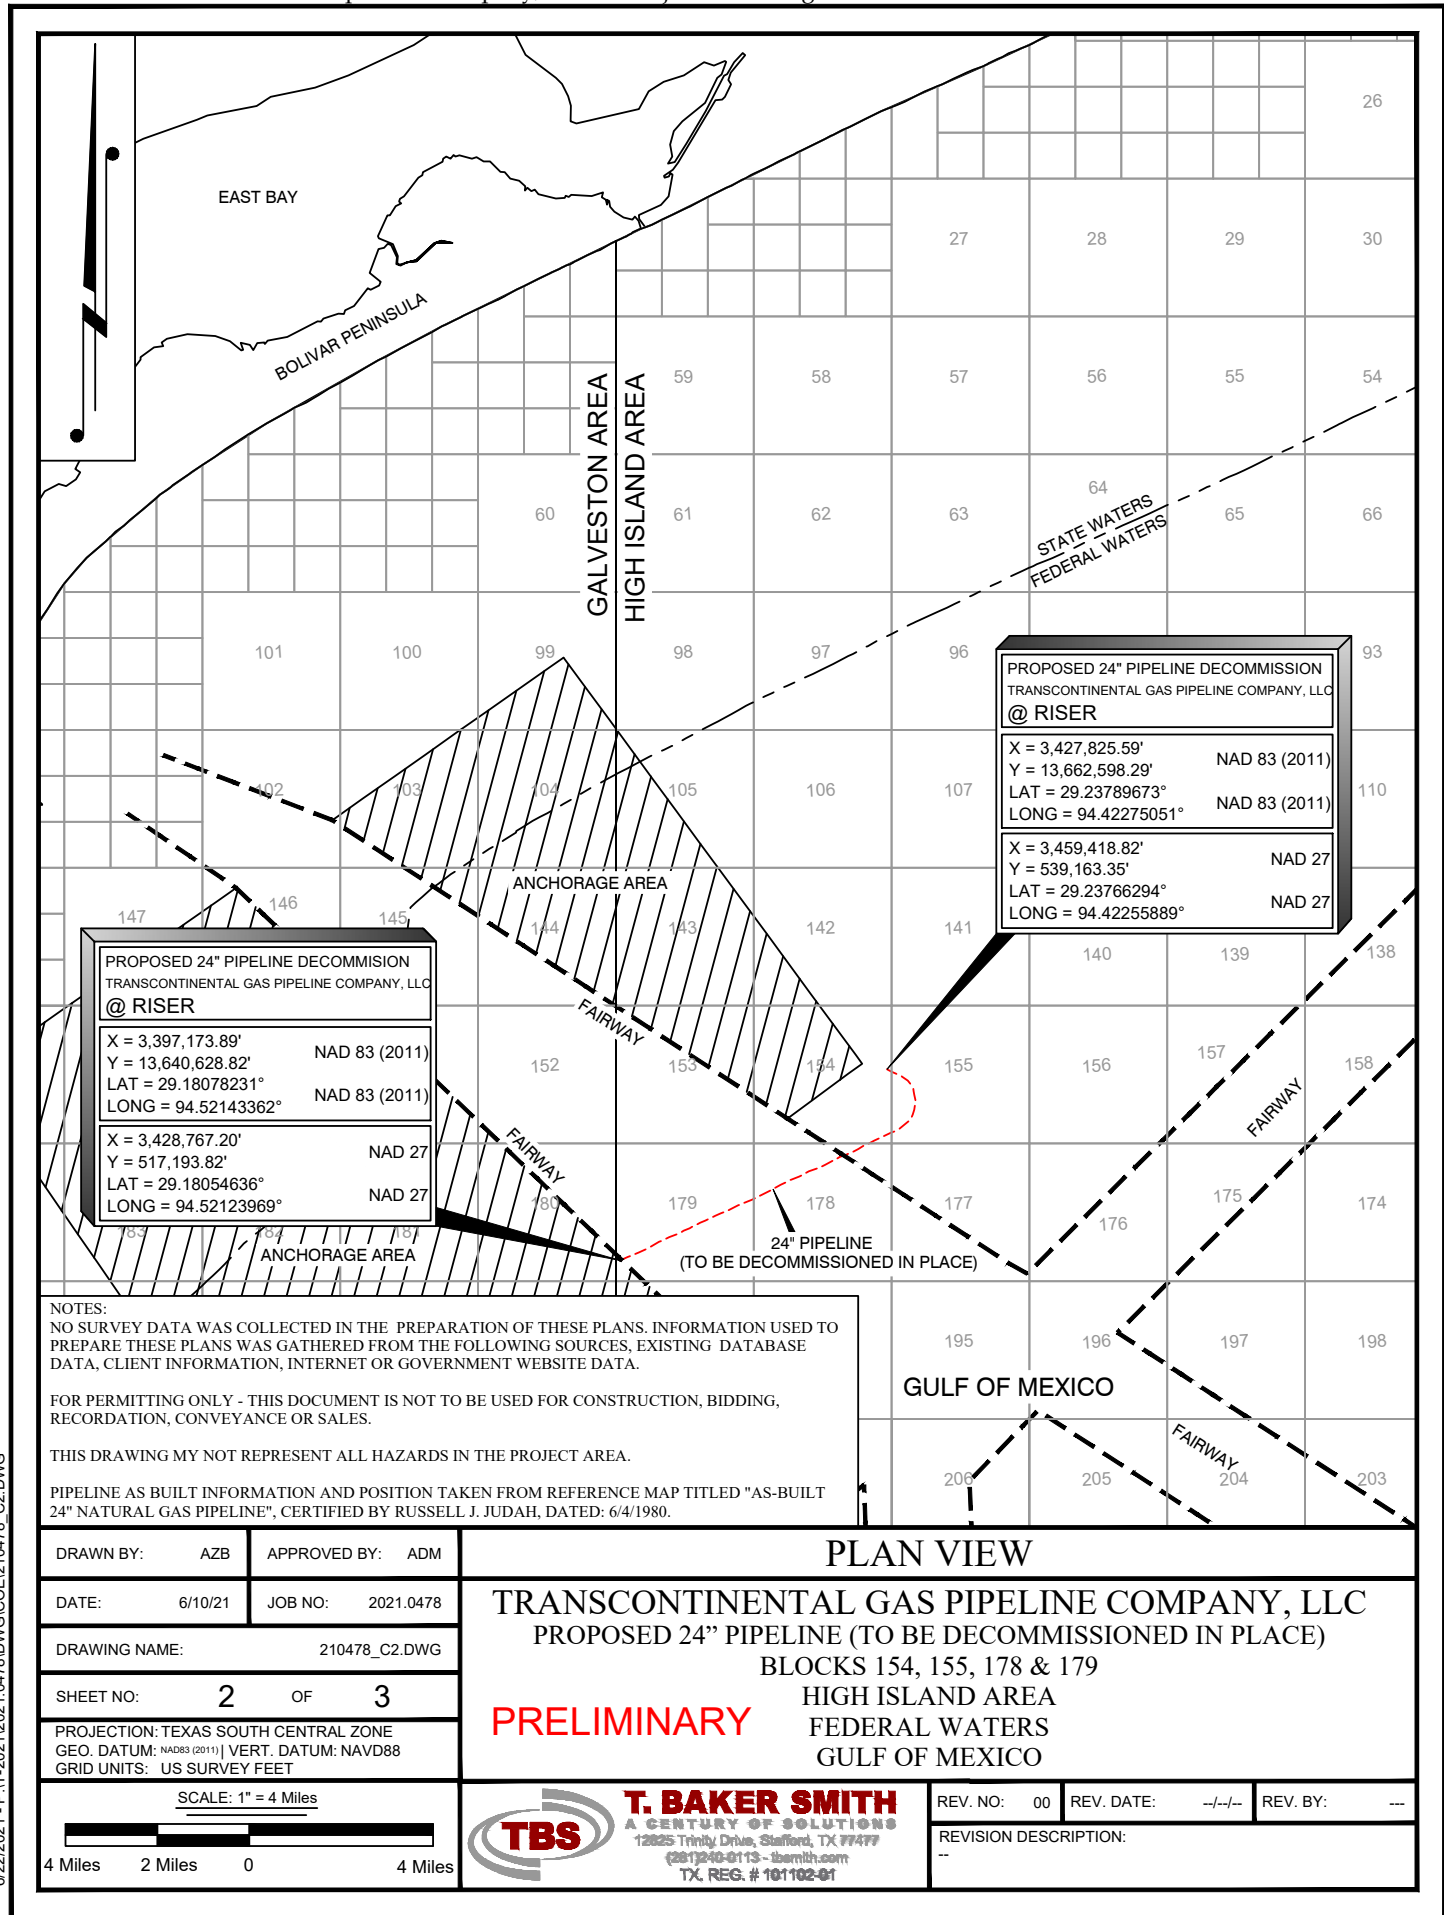 26
EAST BAY
27
28
29
30
BOLIVAR PENINSULA
GALVESTON AREA
HIGH ISLAND AREA
59
58
57
56
55
54
60
61
62
63
64
65
66
STATE WATERS
FEDERAL WATERS
101
100
99
98
97
96
93
PROPOSED 24" PIPELINE DECOMMISSION
TRANSCONTINENTAL GAS PIPELINE COMPANY, LLC
@ RISER
X = 3,427,825.59'
Y = 13,662,598.29'
NAD 83 (2011)
LAT = 29.23789673°
LONG = 94.42275051°
NAD 83 (2011)
X = 3,459,418.82'
Y = 539,163.35'
NAD 27
LAT = 29.23766294°
LONG = 94.42255889°
NAD 27
102
103
104
105
106
107
110
ANCHORAGE AREA
147
146
145
144
143
142
141
140
139
138
PROPOSED 24" PIPELINE DECOMMISION
TRANSCONTINENTAL GAS PIPELINE COMPANY, LLC
@ RISER
X = 3,397,173.89'
Y = 13,640,628.82'
NAD 83 (2011)
LAT = 29.18078231°
LONG = 94.52143362°
NAD 83 (2011)
X = 3,428,767.20'
Y = 517,193.82'
NAD 27
LAT = 29.18054636°
LONG = 94.52123969°
NAD 27
FAIRWAY
152
153
154
155
156
157
158
FAIRWAY
FAIRWAY
183
182
181
180
179
178
177
176
175
174
ANCHORAGE AREA
24" PIPELINE
(TO BE DECOMMISSIONED IN PLACE)
195
196
197
198
GULF OF MEXICO
FAIRWAY
206
205
204
203
NOTES:
NO SURVEY DATA WAS COLLECTED IN THE PREPARATION OF THESE PLANS. INFORMATION USED TO
PREPARE THESE PLANS WAS GATHERED FROM THE FOLLOWING SOURCES, EXISTING DATABASE
DATA, CLIENT INFORMATION, INTERNET OR GOVERNMENT WEBSITE DATA.
FOR PERMITTING ONLY - THIS DOCUMENT IS NOT TO BE USED FOR CONSTRUCTION, BIDDING,
RECORDATION, CONVEYANCE OR SALES.
THIS DRAWING MY NOT REPRESENT ALL HAZARDS IN THE PROJECT AREA.
PIPELINE AS BUILT INFORMATION AND POSITION TAKEN FROM REFERENCE MAP TITLED "AS-BUILT
24" NATURAL GAS PIPELINE", CERTIFIED BY RUSSELL J. JUDAH, DATED: 6/4/1980.
DRAWN BY: AZB
APPROVED BY: ADM
DATE: 6/10/21
JOB NO: 2021.0478
DRAWING NAME: 210478_C2.DWG
SHEET NO: 2 OF 3
PROJECTION: TEXAS SOUTH CENTRAL ZONE
GEO. DATUM: NAD83 (2011) | VERT. DATUM: NAVD88
GRID UNITS: US SURVEY FEET
SCALE: 1" = 4 Miles
4 Miles 2 Miles 0 4 Miles
PLAN VIEW
TRANSCONTINENTAL GAS PIPELINE COMPANY, LLC
PROPOSED 24” PIPELINE (TO BE DECOMMISSIONED IN PLACE)
BLOCKS 154, 155, 178 & 179
HIGH ISLAND AREA
FEDERAL WATERS
GULF OF MEXICO
PRELIMINARY
TBS
T. BAKER SMITH
A CENTURY OF SOLUTIONS
12825 Trinity Drive, Stafford, TX 77477
(281)240-0113 - tbsmith.com
TX. REG. # 101102-01
REV. NO: 00
REV. DATE: --/--/--
REV. BY: ---
REVISION DESCRIPTION:
--